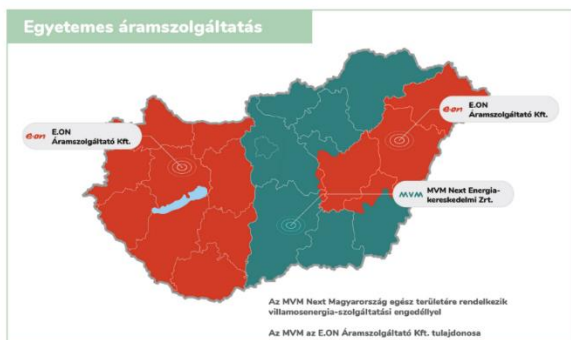 Egyetemes áramszolgáltatás
e·on E.ON
Áramszolgáltató Kft.
e·on E.ON
Áramszolgáltató Kft.
MVM MVM Next Energia-
kereskedelmi Zrt.
Az MVM Next Magyarország egész területére rendelkezik
villamosenergia-szolgáltatási engedéllyel
Az MVM az E.ON Áramszolgáltató Kft. tulajdonosa